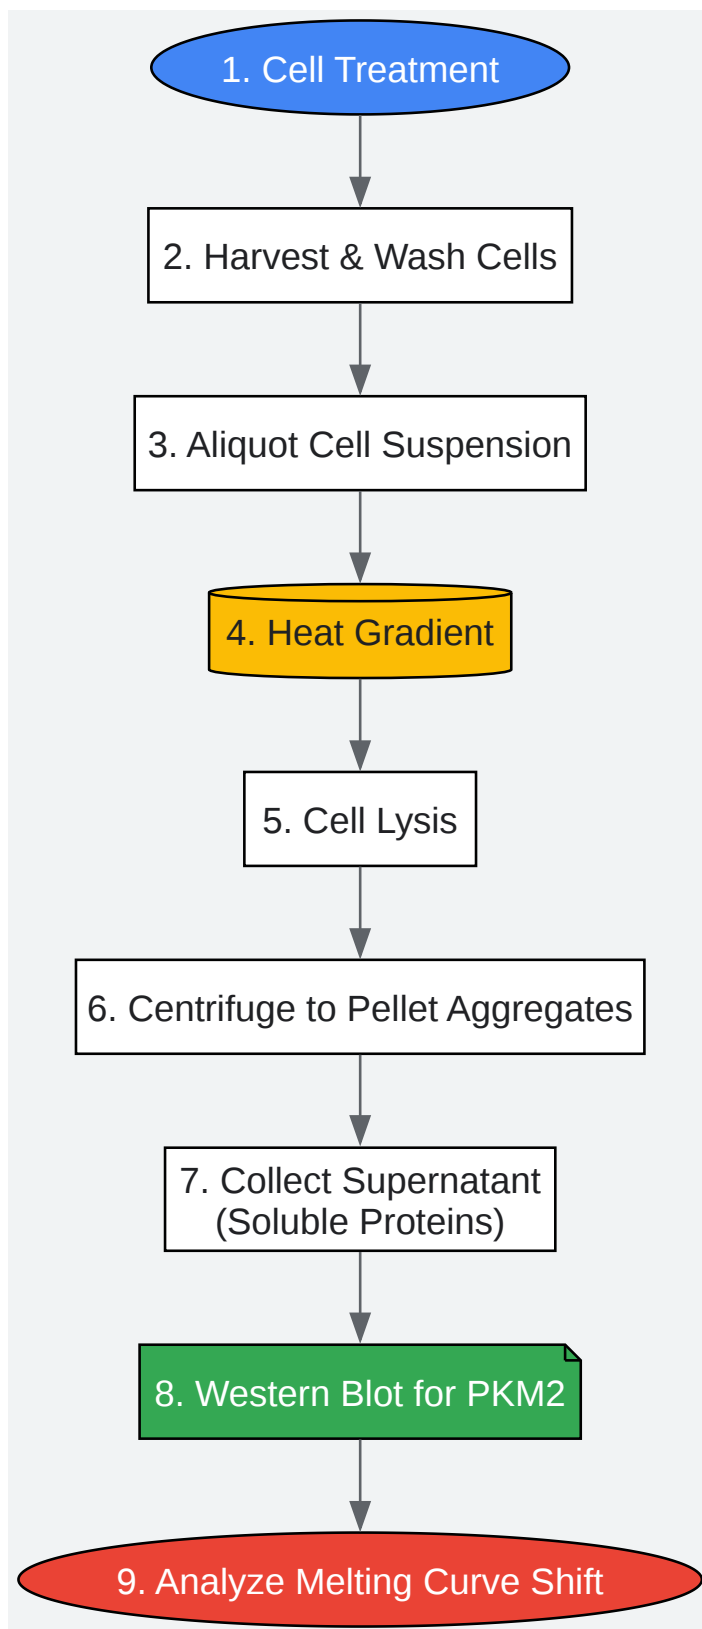 1. Cell Treatment
2. Harvest & Wash Cells
3. Aliquot Cell Suspension
4. Heat Gradient
5. Cell Lysis
6. Centrifuge to Pellet Aggregates
7. Collect Supernatant
(Soluble Proteins)
8. Western Blot for PKM2
9. Analyze Melting Curve Shift